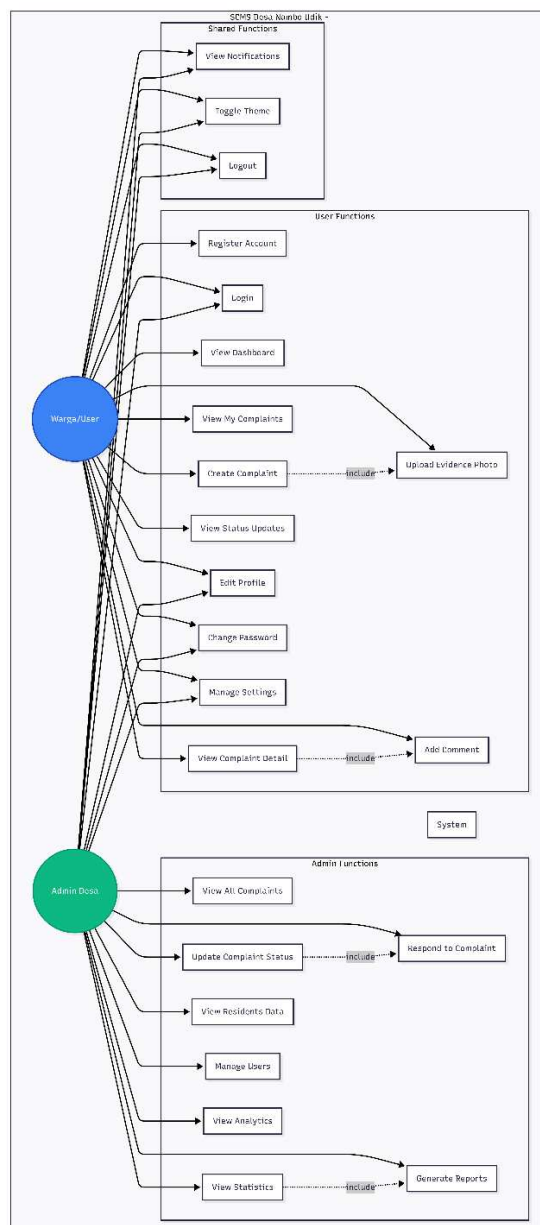 SCMS Desa Nambo Udik -
Shared Functions
View Notifications
Toggle Theme
Logout
User Functions
Register Account
Login
View Dashboard
Warga/User
View My Complaints
Upload Evidence Photo
Create Complaint
include
View Status Updates
Edit Profile
Change Password
Manage Settings
Add Comment
View Complaint Detail
include
System
Admin Functions
Admin Desa
View All Complaints
Respond to Complaint
Update Complaint Status
include
View Residents Data
Manage Users
View Analytics
Generate Reports
View Statistics
include